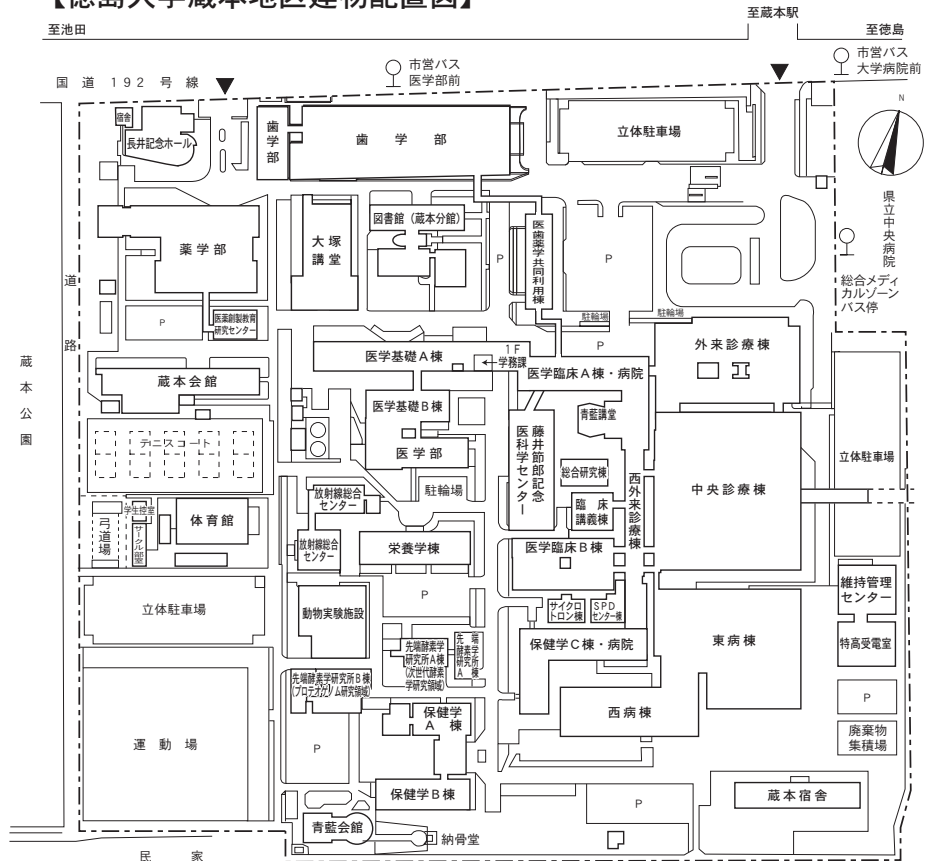 【徳島大学蔵本地区建物配置図】
至蔵本駅
至池田
至徳島
市営バス
医学部前
市営バス
大学病院前
国道192号線
N
宿舎
長井記念ホール
歯学部
歯学部
立体駐車場
県立中央病院
図書館（蔵本分館）
薬学部
大塚講堂
医歯薬学共同利用棟
P
P
総合メディ
カルゾーン
バス停
道路
P
医薬創製教育
研究センター
駐輪場
駐輪場
P
外来診療棟
医学基礎A棟
1F
←学務課
医学臨床A棟・病院
蔵本公園
蔵本会館
医学基礎B棟
青藍講堂
テニスコート
医学部
藤井節郎記念
医科学センター
西外来診療棟
中央診療棟
立体駐車場
総合研究棟
駐輪場
放射線総合
センター
臨床
講義棟
学生控室
弓道場
サークル部室
体育館
放射線総合
センター
栄養学棟
医学臨床B棟
維持管理
センター
立体駐車場
動物実験施設
P
サイクロ
トロン棟
SPD
センター棟
東病棟
先端酵素学
研究所A棟
(次世代酵素
学研究領域)
先端
酵素学
研究所
A棟
保健学C棟・病院
特高受電室
先端酵素学研究所B棟
(プロテオゲノム研究領域)
P
保健学
A棟
西病棟
運動場
P
廃棄物
集積場
保健学B棟
P
蔵本宿舎
青藍会館
納骨堂
民家